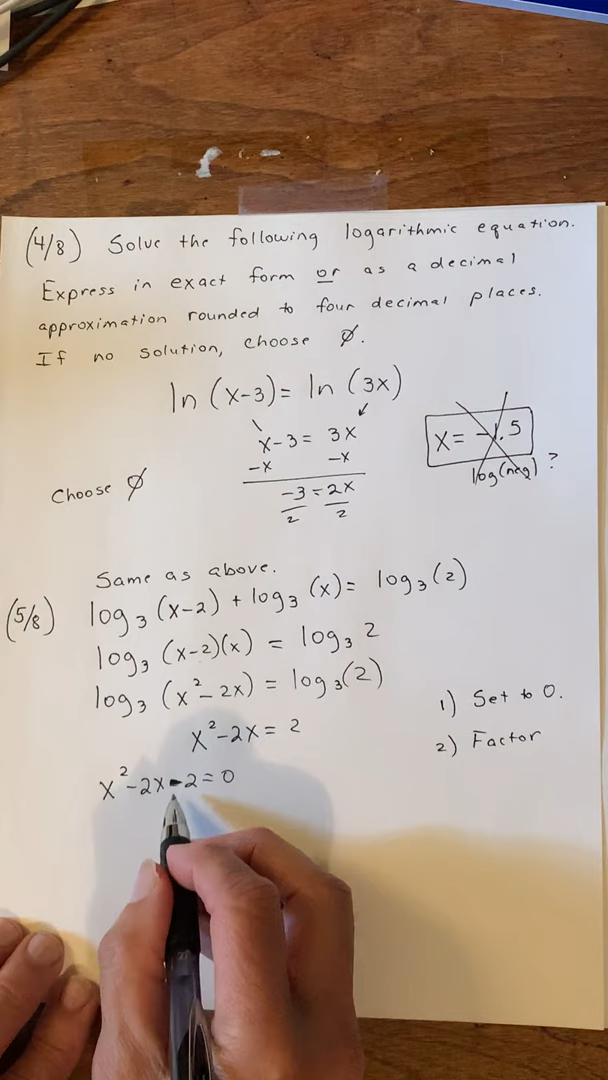 (4/8) Solve the following logarithmic equation.
Express in exact form or as a decimal
approximation rounded to four decimal places.
If no solution, choose ∅.
ln (x-3) = ln (3x)
x-3 = 3x
-x -x
-3 = 2x
2 2
x = -1.5
log(neq) ?
Choose ∅
Same as above.
(5/8) log₃ (x-2) + log₃ (x) = log₃ (2)
log₃ (x-2)(x) = log₃ 2
log₃ (x²-2x) = log₃(2)
x²-2x = 2
x²-2x-2=0
1) Set to 0.
2) Factor